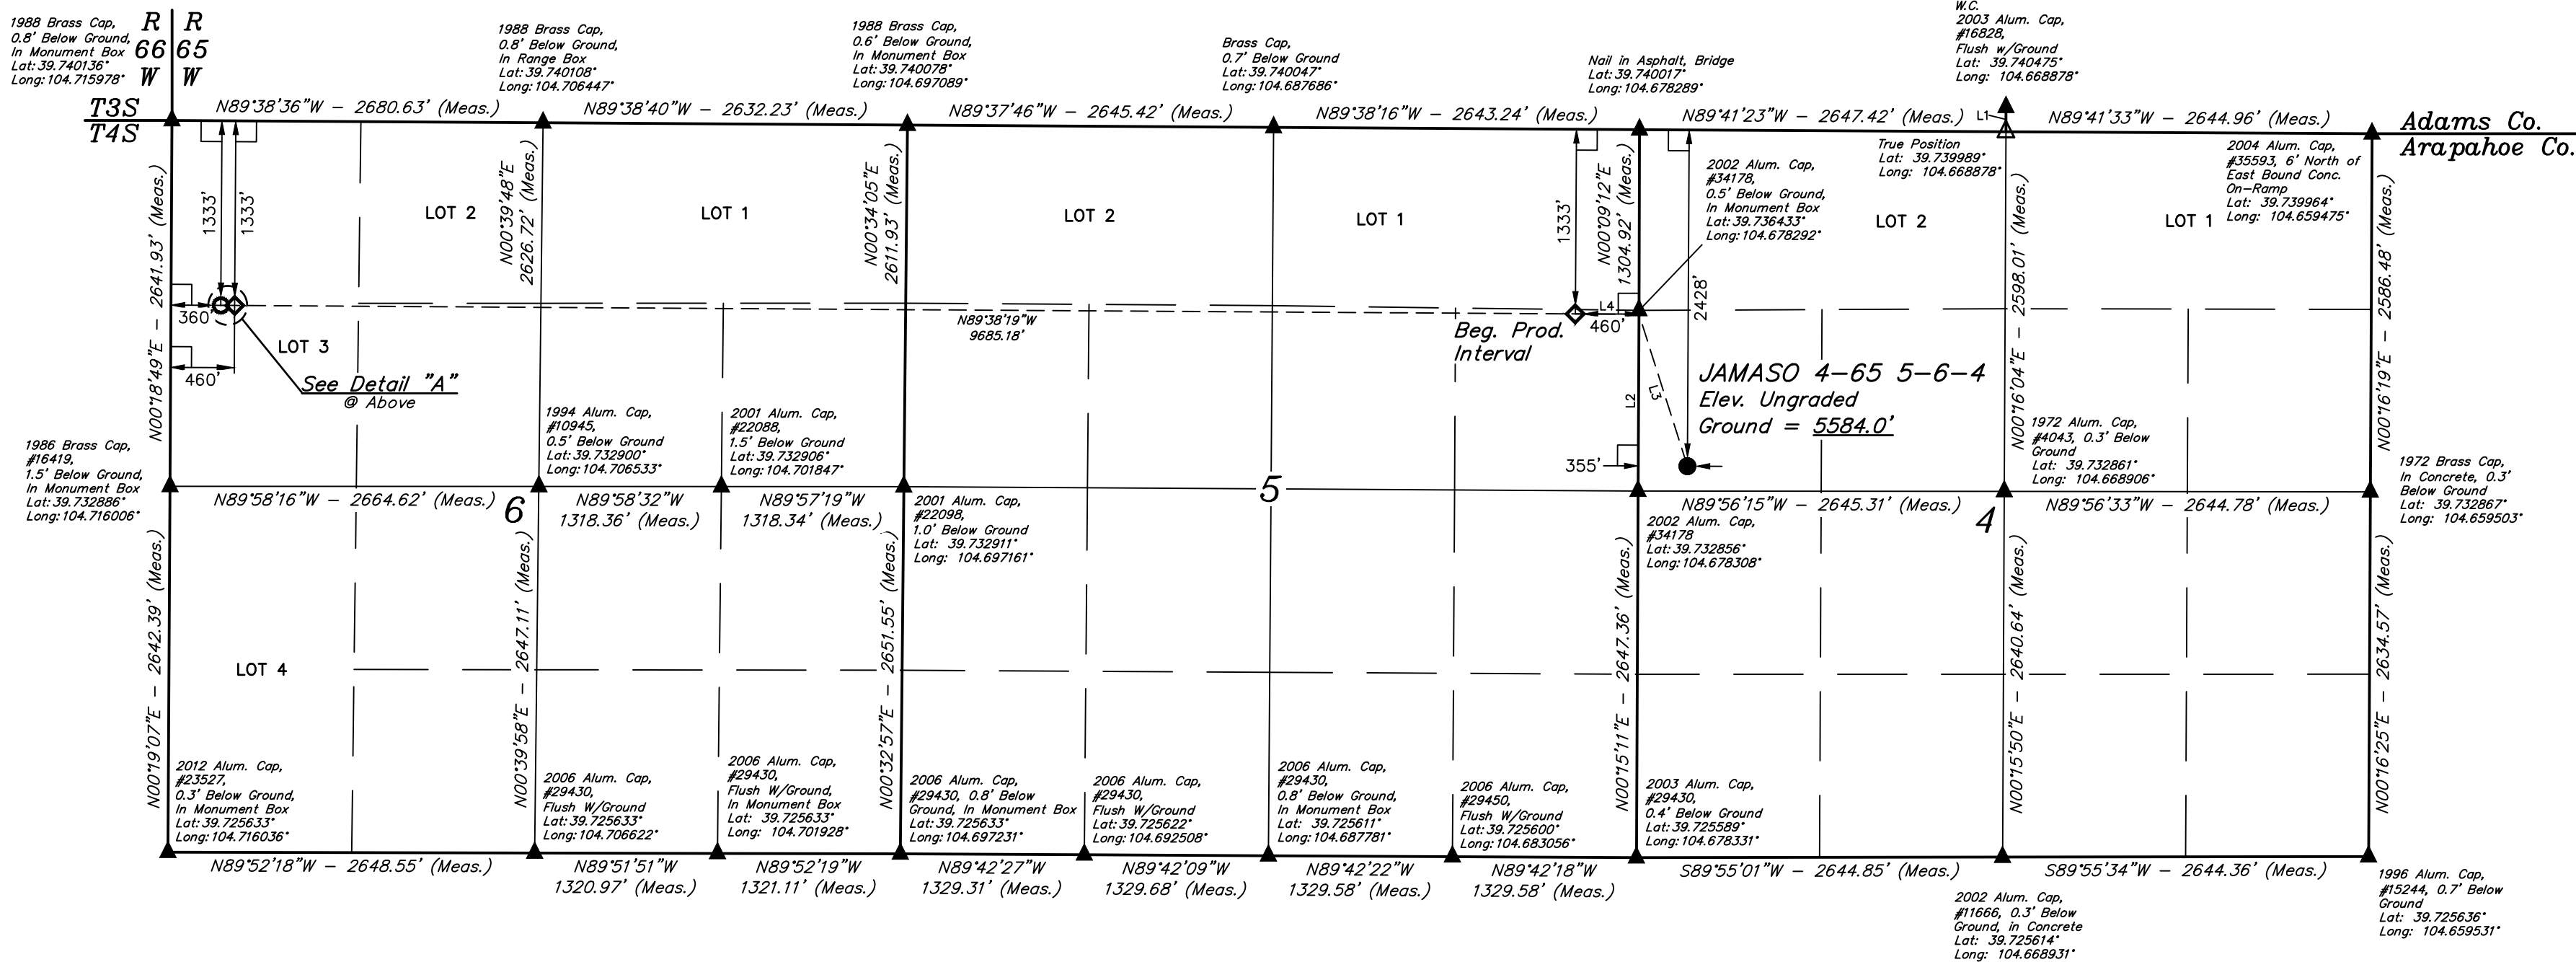 1988 Brass Cap,
0.8' Below Ground,
In Monument Box
Lat: 39.740136°
Long: 104.715978°
R R
66 65
W W
T3S
T4S
1988 Brass Cap,
0.8' Below Ground,
In Range Box
Lat: 39.740108°
Long: 104.706447°
1988 Brass Cap,
0.6' Below Ground,
In Monument Box
Lat: 39.740078°
Long: 104.697089°
Brass Cap,
0.7' Below Ground
Lat: 39.740047°
Long: 104.687686°
Nail in Asphalt, Bridge
Lat: 39.740017°
Long: 104.678289°
W.C.
2003 Alum. Cap,
#16828,
Flush w/Ground
Lat: 39.740475°
Long: 104.668878°
N89°38'36"W - 2680.63' (Meas.)
N89°38'40"W - 2632.23' (Meas.)
N89°37'46"W - 2645.42' (Meas.)
N89°38'16"W - 2643.24' (Meas.)
N89°41'23"W - 2647.42' (Meas.)
L1
N89°41'33"W - 2644.96' (Meas.)
Adams Co.
Arapahoe Co.
True Position
Lat: 39.739989°
Long: 104.668878°
2004 Alum. Cap,
#35593, 6' North of
East Bound Conc.
On-Ramp
Lat: 39.739964°
Long: 104.659475°
2002 Alum. Cap,
#34178,
0.5' Below Ground,
In Monument Box
Lat: 39.736433°
Long: 104.678292°
N00°18'49"E - 2641.93' (Meas.)
1333'
1333'
LOT 2
N00°39'48"E
2626.72' (Meas.)
LOT 1
N00°34'05"E
2611.93' (Meas.)
LOT 2
LOT 1
1333'
N00°09'12"E
1304.92' (Meas.)
2428'
LOT 2
N00°16'04"E - 2598.01' (Meas.)
LOT 1
N00°16'19"E - 2586.48' (Meas.)
360'
LOT 3
460'
See Detail "A"
@ Above
N89°38'19"W
9685.18'
L4
460'
Beg. Prod.
Interval
L2
L3
JAMASO 4-65 5-6-4
Elev. Ungraded
Ground = 5584.0'
355'
1986 Brass Cap,
#16419,
1.5' Below Ground,
In Monument Box
Lat: 39.732886°
Long: 104.716006°
1994 Alum. Cap,
#10945,
0.5' Below Ground
Lat: 39.732900°
Long: 104.706533°
2001 Alum. Cap,
#22088,
1.5' Below Ground
Lat: 39.732906°
Long: 104.701847°
1972 Alum. Cap,
#4043, 0.3' Below
Ground
Lat: 39.732861°
Long: 104.668906°
1972 Brass Cap,
In Concrete, 0.3'
Below Ground
Lat: 39.732867°
Long: 104.659503°
N89°58'16"W - 2664.62' (Meas.)
6
N89°58'32"W
1318.36' (Meas.)
N89°57'19"W
1318.34' (Meas.)
2001 Alum. Cap,
#22098,
1.0' Below Ground
Lat: 39.732911°
Long: 104.697161°
5
2002 Alum. Cap,
#34178
Lat: 39.732856°
Long: 104.678308°
N89°56'15"W - 2645.31' (Meas.)
4
N89°56'33"W - 2644.78' (Meas.)
N00°19'07"E - 2642.39' (Meas.)
LOT 4
N00°39'58"E - 2647.11' (Meas.)
N00°32'57"E - 2651.55' (Meas.)
N00°15'11"E - 2647.36' (Meas.)
N00°15'50"E - 2640.64' (Meas.)
N00°16'25"E - 2634.57' (Meas.)
2012 Alum. Cap,
#23527,
0.3' Below Ground,
In Monument Box
Lat: 39.725633°
Long: 104.716036°
2006 Alum. Cap,
#29430,
Flush W/Ground
Lat: 39.725633°
Long: 104.706622°
2006 Alum. Cap,
#29430,
Flush W/Ground,
In Monument Box
Lat: 39.725633°
Long: 104.701928°
2006 Alum. Cap,
#29430, 0.8' Below
Ground, In Monument Box
Lat: 39.725633°
Long: 104.697231°
2006 Alum. Cap,
#29430,
Flush W/Ground
Lat: 39.725622°
Long: 104.692508°
2006 Alum. Cap,
#29430,
0.8' Below Ground,
In Monument Box
Lat: 39.725611°
Long: 104.687781°
2006 Alum. Cap,
#29450,
Flush W/Ground
Lat: 39.725600°
Long: 104.683056°
2003 Alum. Cap,
#29430,
0.4' Below Ground
Lat: 39.725589°
Long: 104.678331°
N89°52'18"W - 2648.55' (Meas.)
N89°51'51"W
1320.97' (Meas.)
N89°52'19"W
1321.11' (Meas.)
N89°42'27"W
1329.31' (Meas.)
N89°42'09"W
1329.68' (Meas.)
N89°42'22"W
1329.58' (Meas.)
N89°42'18"W
1329.58' (Meas.)
S89°55'01"W - 2644.85' (Meas.)
S89°55'34"W - 2644.36' (Meas.)
2002 Alum. Cap,
#11666, 0.3' Below
Ground, in Concrete
Lat: 39.725614°
Long: 104.668931°
1996 Alum. Cap,
#15244, 0.7' Below
Ground
Lat: 39.725636°
Long: 104.659531°